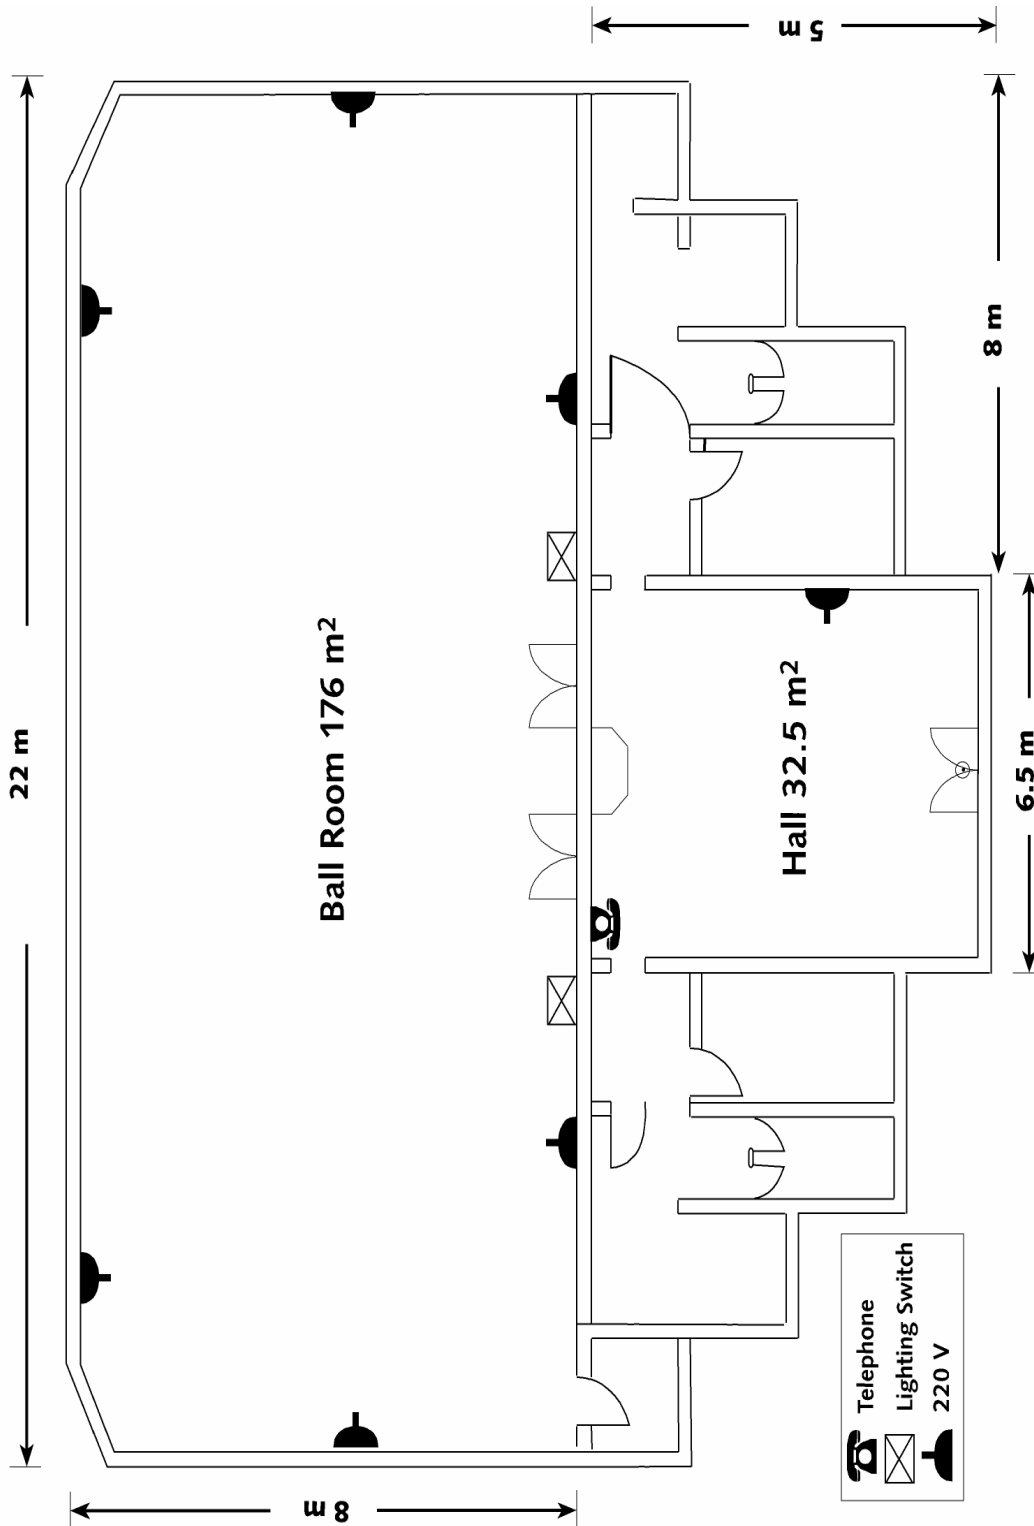 5 m
22 m
8 m
Ball Room 176 m²
Hall 32.5 m²
6.5 m
8 m
Telephone
Lighting Switch
220 V